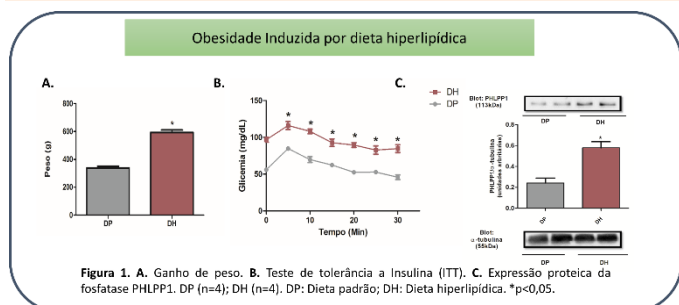 Obesidade Induzida por dieta hiperlipídica
A.
B.
C.
Peso (g)
800
600
400
200
0
*
DP
DH
DH
DP
Glicemia (mg/dL)
150
100
50
0
* * * * * *
0
10
20
30
Tempo (Min)
Blot: PHLPP1
(113kDa)
DP
DH
PHLPP1/α-tubulina
(unidades arbitrárias)
0.8
0.6
0.4
0.2
0.0
*
DP
DH
Blot:
α-tubulina
(55kDa)
DP
DH
Figura 1. A. Ganho de peso. B. Teste de tolerância a Insulina (ITT). C. Expressão proteica da
fosfatase PHLPP1. DP (n=4); DH (n=4). DP: Dieta padrão; DH: Dieta hiperlipídica. *p<0,05.